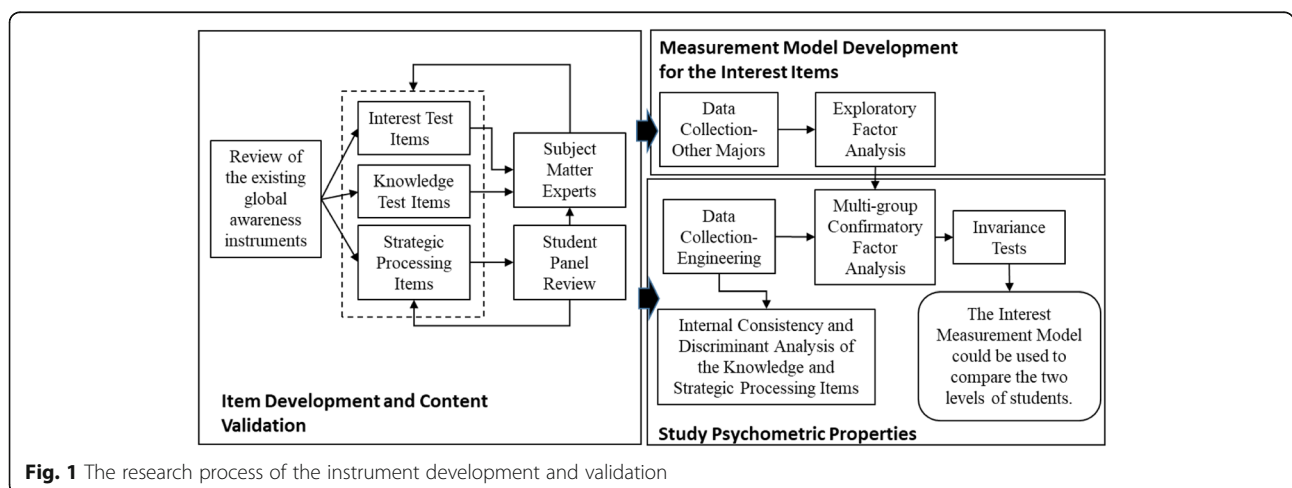 Review of
the existing
global
awareness
instruments
Interest Test
Items
Knowledge
Test Items
Strategic
Processing
Items
Subject
Matter
Experts
Student
Panel
Review
Item Development and Content
Validation
Measurement Model Development
for the Interest Items
Data
Collection-
Other Majors
Exploratory
Factor
Analysis
Data
Collection-
Engineering
Multi-group
Confirmatory
Factor
Analysis
Invariance
Tests
Internal Consistency and
Discriminant Analysis of
the Knowledge and
Strategic Processing Items
The Interest
Measurement Model
could be used to
compare the two
levels of students.
Study Psychometric Properties
Fig. 1 The research process of the instrument development and validation